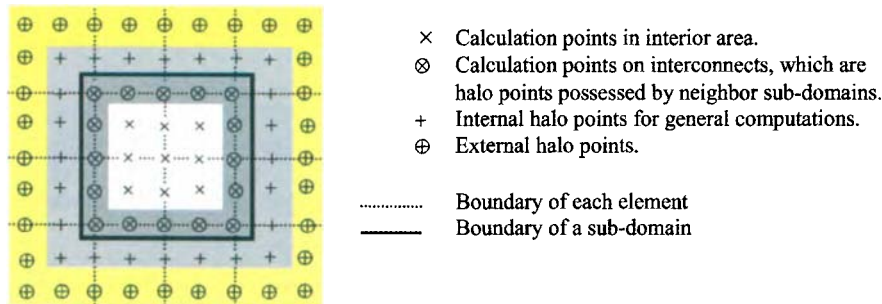 × Calculation points in interior area.
⊗ Calculation points on interconnects, which are
halo points possessed by neighbor sub-domains.
+ Internal halo points for general computations.
⊕ External halo points.
Boundary of each element
Boundary of a sub-domain